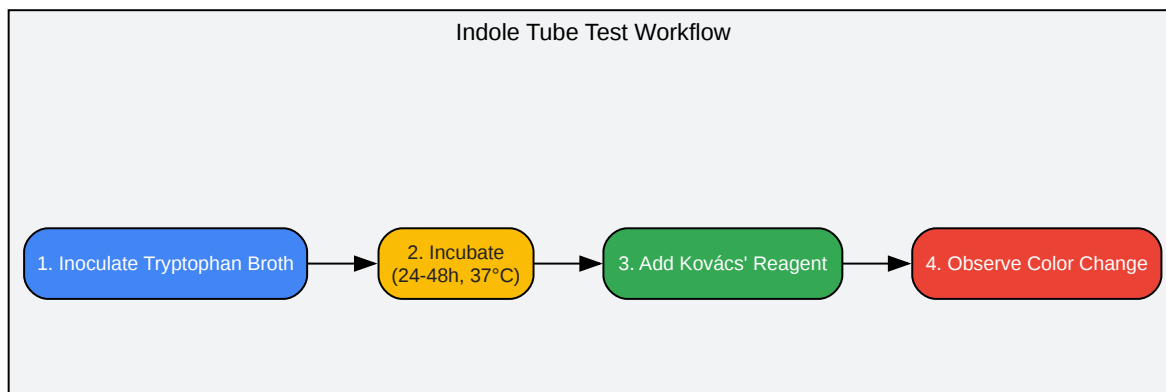 Indole Tube Test Workflow
1. Inoculate Tryptophan Broth
2. Incubate
(24-48h, 37°C)
3. Add Kovács' Reagent
4. Observe Color Change